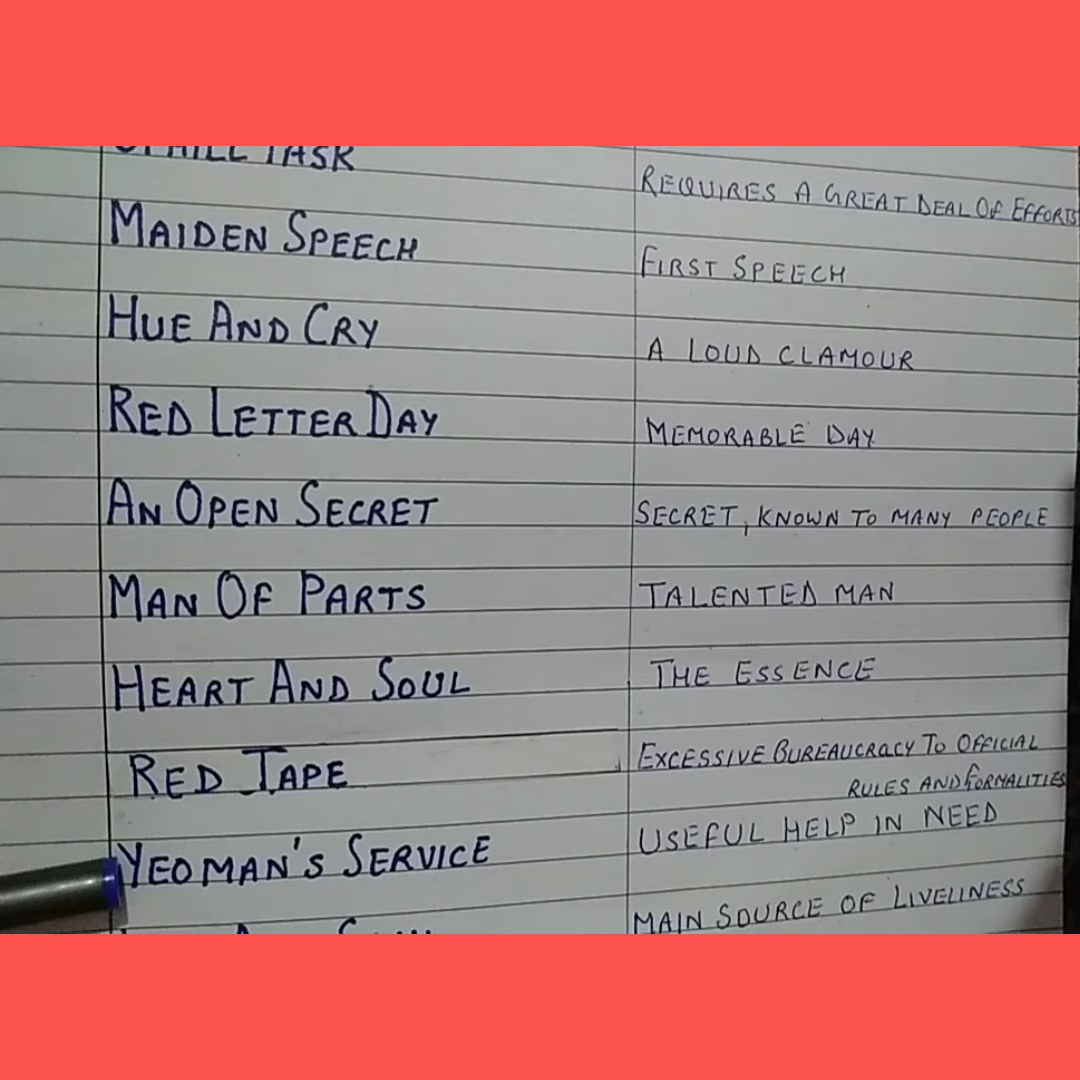 UPHILL TASK
REQUIRES A GREAT DEAL OF EFFORTS
MAIDEN SPEECH
FIRST SPEECH
HUE AND CRY
A LOUD CLAMOUR
RED LETTER DAY
MEMORABLE DAY
AN OPEN SECRET
SECRET, KNOWN TO MANY PEOPLE
MAN OF PARTS
TALENTED MAN
HEART AND SOUL
THE ESSENCE
RED TAPE
EXCESSIVE BUREAUCRACY TO OFFICIAL
RULES AND FORMALITIES
YEOMAN'S SERVICE
USEFUL HELP IN NEED
MAIN SOURCE OF LIVELINESS